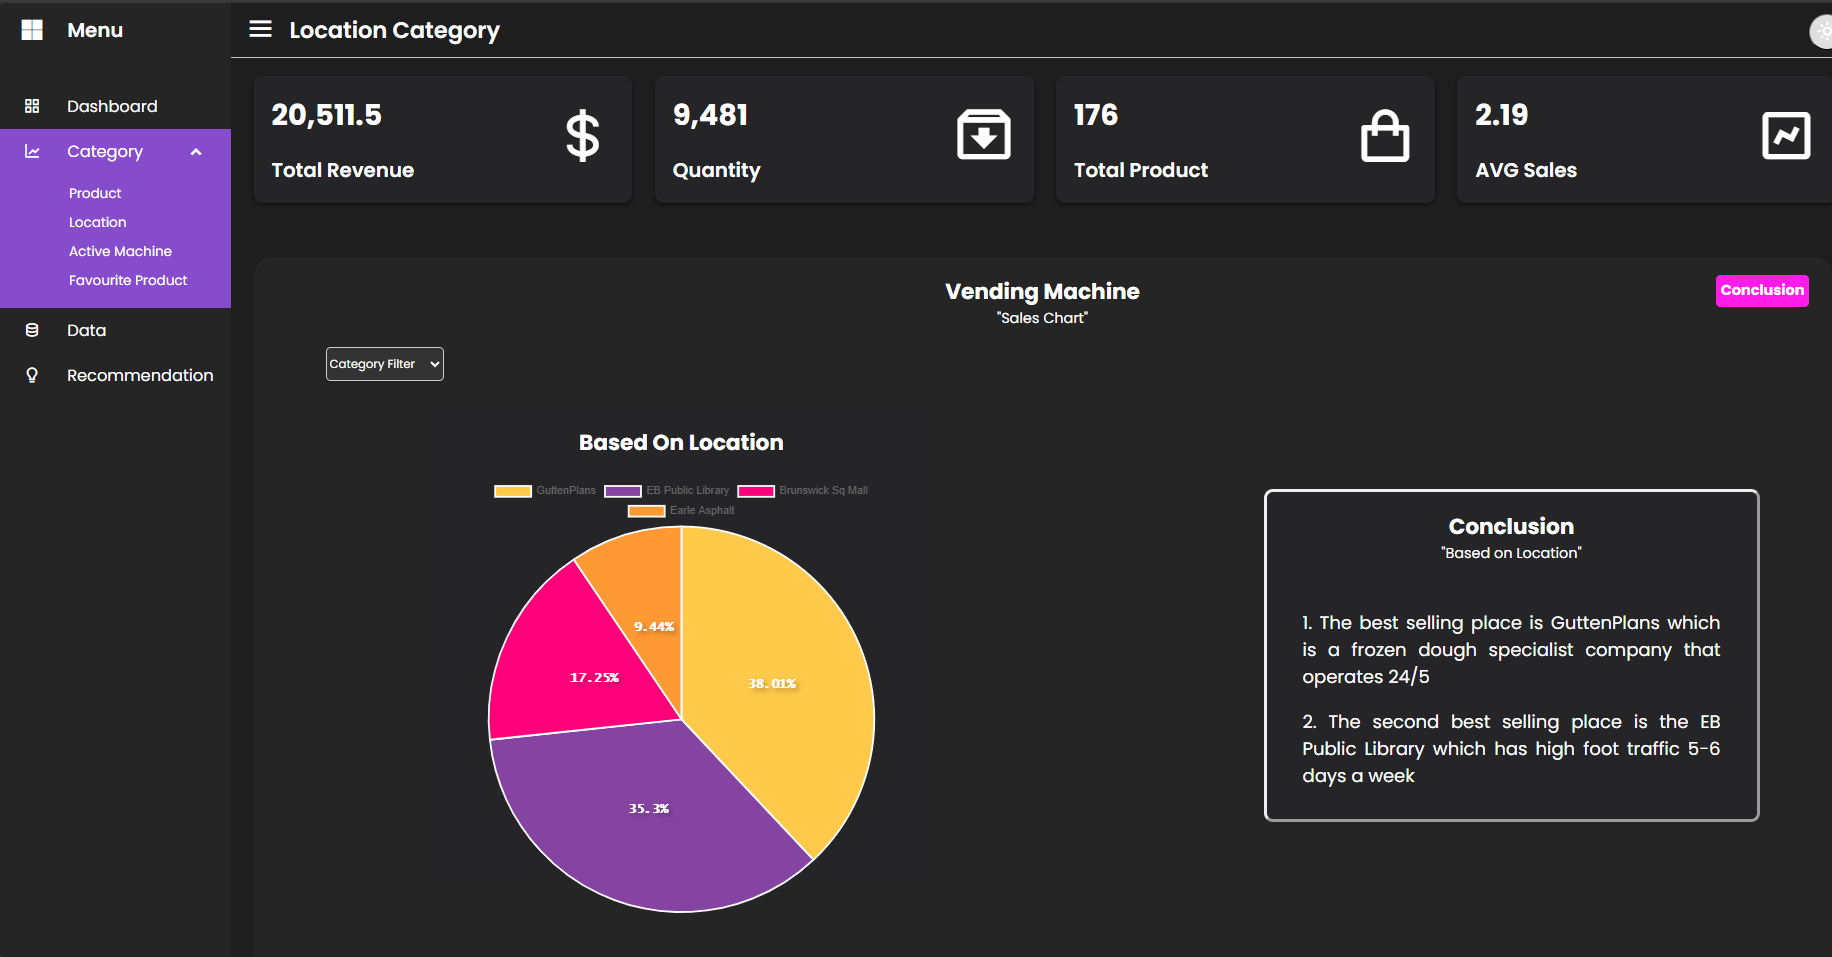 Menu
Location Category
Dashboard
Category
Product
Location
Active Machine
Favourite Product
Data
Recommendation
20,511.5
Total Revenue
9,481
Quantity
176
Total Product
2.19
AVG Sales
Vending Machine
"Sales Chart"
Conclusion
Category Filter
Based On Location
GuttenPlans EB Public Library Brunswick Sq Mall
Earle Asphalt
9.44%
17.25%
38.01%
35.3%
Conclusion
"Based on Location"
1. The best selling place is GuttenPlans which
is a frozen dough specialist company that
operates 24/5
2. The second best selling place is the EB
Public Library which has high foot traffic 5-6
days a week